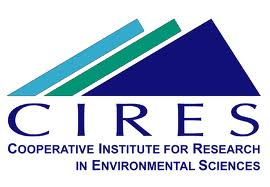 CIRES
COOPERATIVE INSTITUTE FOR RESEARCH
IN ENVIRONMENTAL SCIENCES